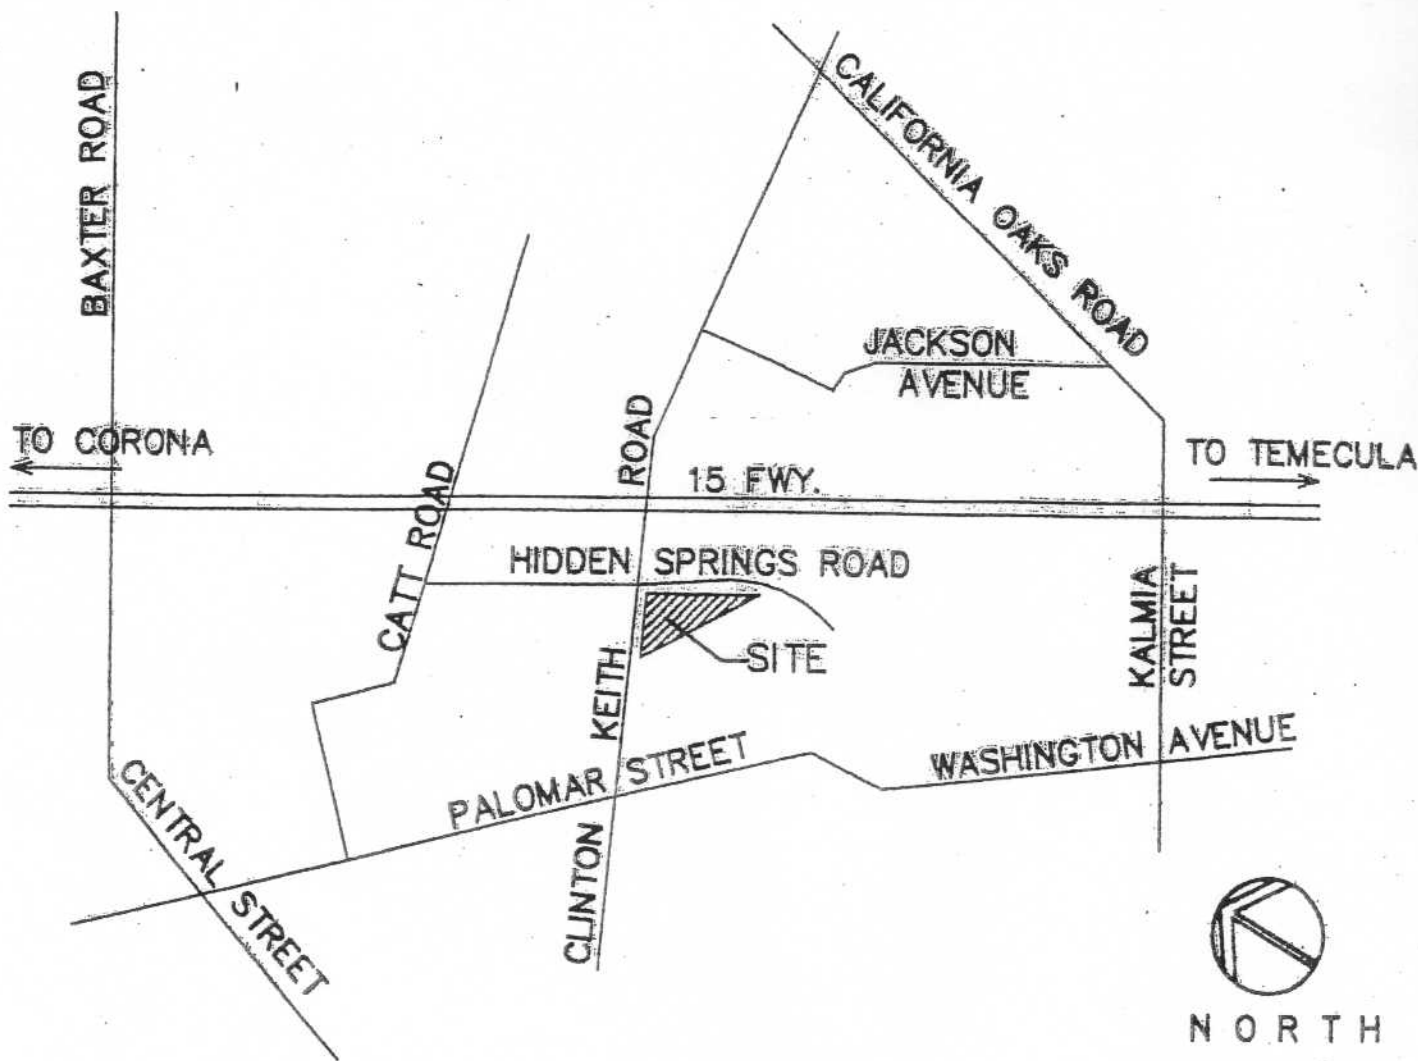 BAXTER ROAD
CALIFORNIA OAKS ROAD
JACKSON
AVENUE
TO CORONA
TO TEMECULA
15 FWY.
CATT ROAD
HIDDEN SPRINGS ROAD
SITE
CLINTON KEITH ROAD
KALMIA
STREET
PALOMAR STREET
WASHINGTON AVENUE
CENTRAL STREET
NORTH